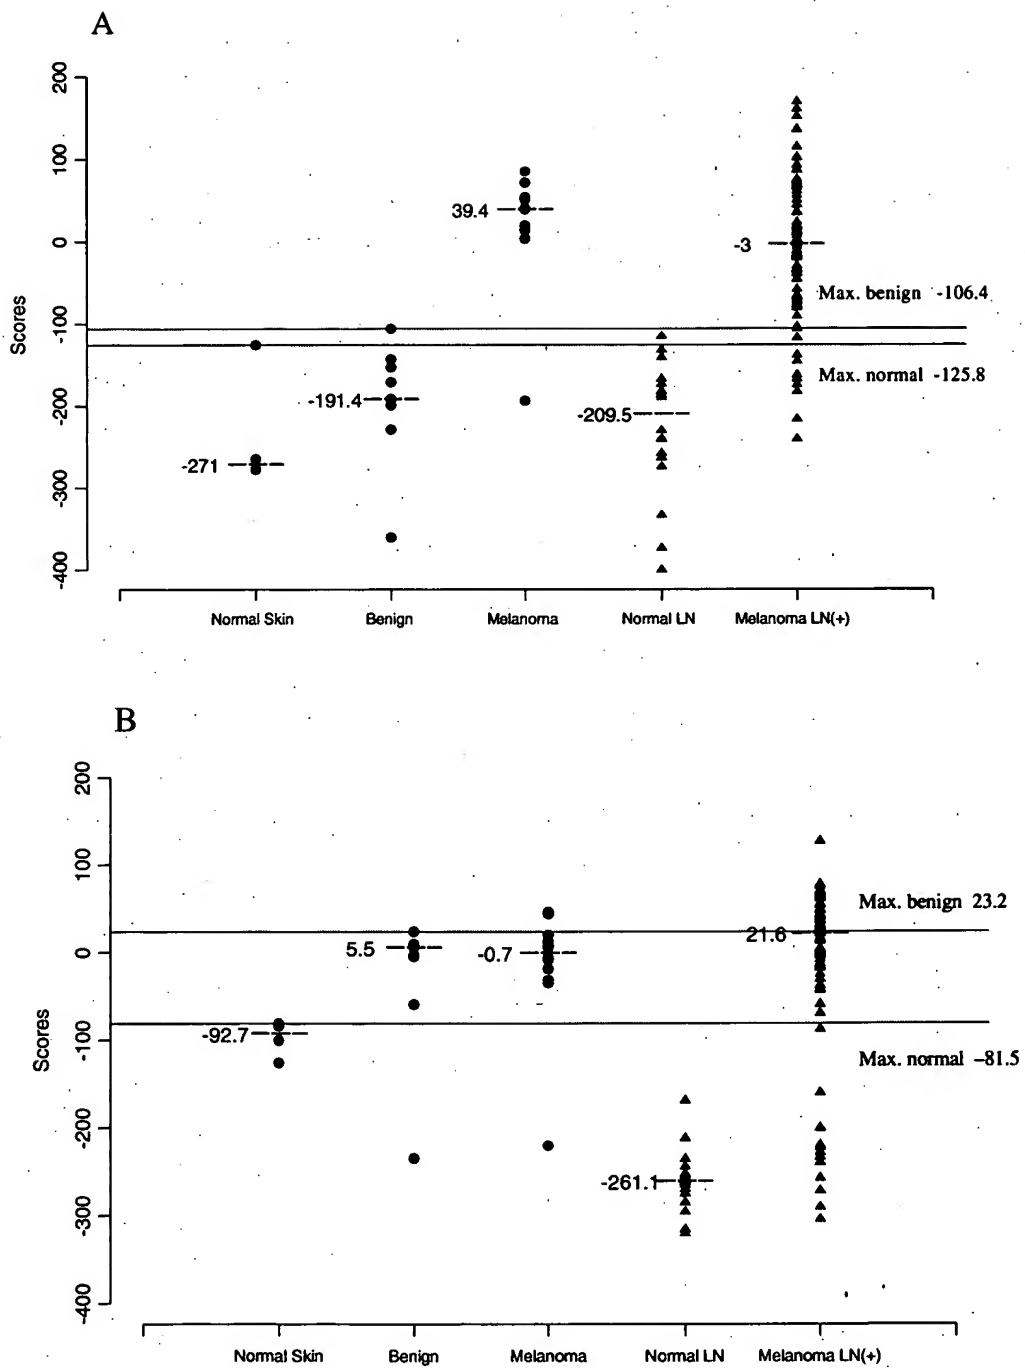 A
200
100
0
-100
-200
-300
-400
Scores
39.4
-3
Max. benign -106.4
Max. normal -125.8
-191.4
-209.5
-271
Normal Skin Benign Melanoma Normal LN Melanoma LN(+)
B
200
100
0
-100
-200
-300
-400
Scores
Max. benign 23.2
5.5
-0.7
21.6
-92.7
Max. normal –81.5
-261.1
Normal Skin Benign Melanoma Normal LN Melanoma LN(+)